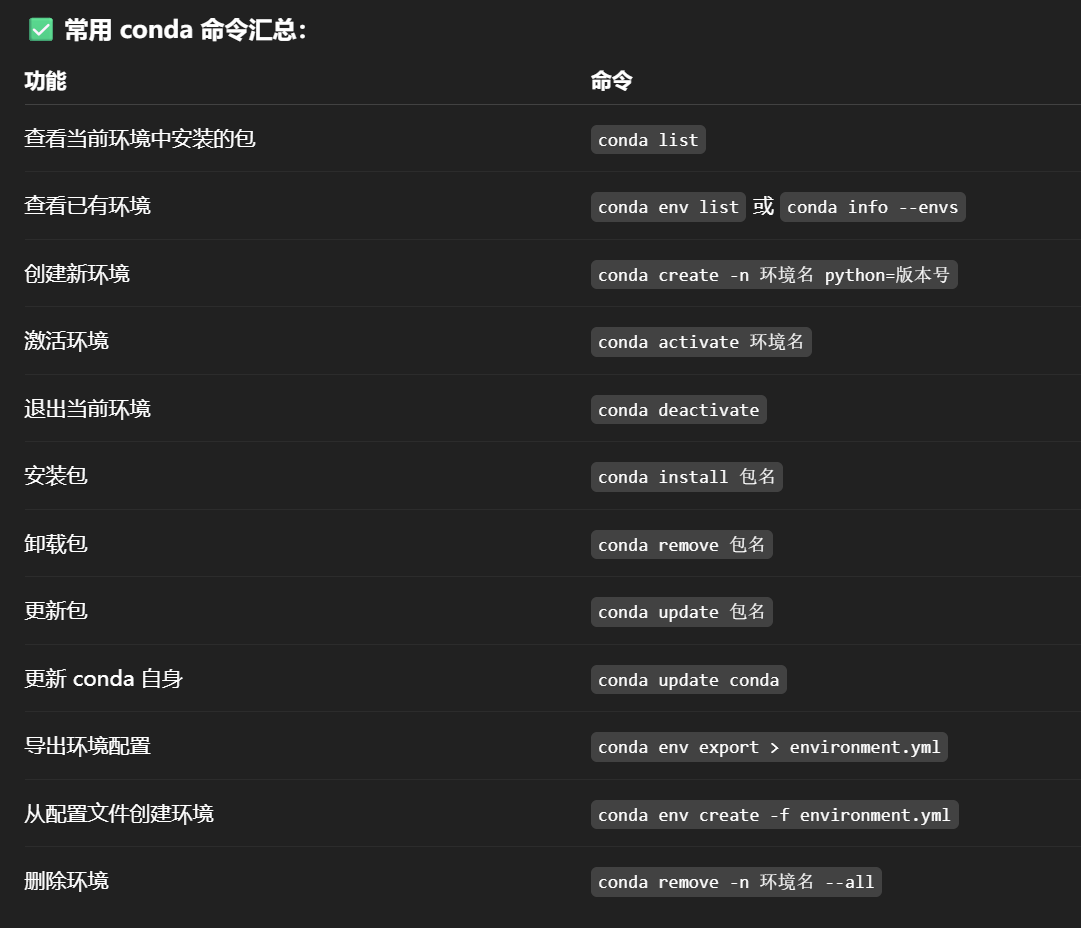 ✅ 常用 conda 命令汇总：
功能 命令
查看当前环境中安装的包 conda list
查看已有环境 conda env list 或 conda info --envs
创建新环境 conda create -n 环境名 python=版本号
激活环境 conda activate 环境名
退出当前环境 conda deactivate
安装包 conda install 包名
卸载包 conda remove 包名
更新包 conda update 包名
更新 conda 自身 conda update conda
导出环境配置 conda env export > environment.yml
从配置文件创建环境 conda env create -f environment.yml
删除环境 conda remove -n 环境名 --all